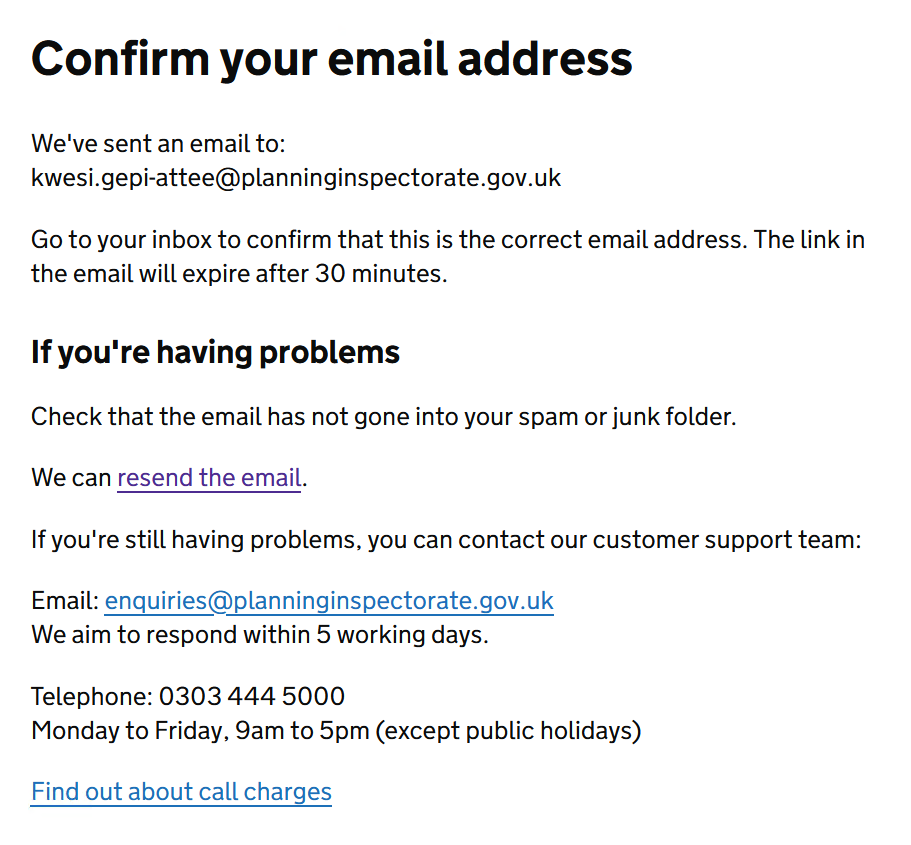 Confirm your email address
We've sent an email to:
kwesi.gepi-attee@planninginspectorate.gov.uk
Go to your inbox to confirm that this is the correct email address. The link in
the email will expire after 30 minutes.
If you're having problems
Check that the email has not gone into your spam or junk folder.
We can resend the email.
If you're still having problems, you can contact our customer support team:
Email: enquiries@planninginspectorate.gov.uk
We aim to respond within 5 working days.
Telephone: 0303 444 5000
Monday to Friday, 9am to 5pm (except public holidays)
Find out about call charges